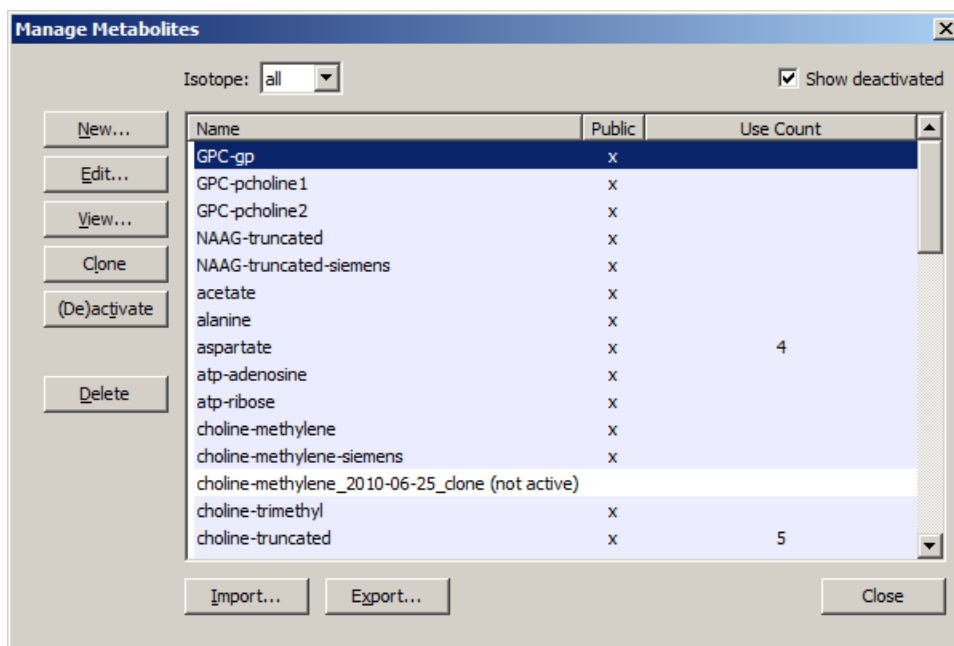 Manage Metabolites
Isotope: all Show deactivated
New...
Edit...
View...
Clone
(De)activate
Delete
Name Public Use Count
GPC-gp x
GPC-pcholine1 x
GPC-pcholine2 x
NAAG-truncated x
NAAG-truncated-siemens x
acetate x
alanine x
aspartate x 4
atp-adenosine x
atp-ribose x
choline-methylene x
choline-methylene-siemens x
choline-methylene_2010-06-25_clone (not active)
choline-trimethyl x
choline-truncated x 5
Import... Export... Close